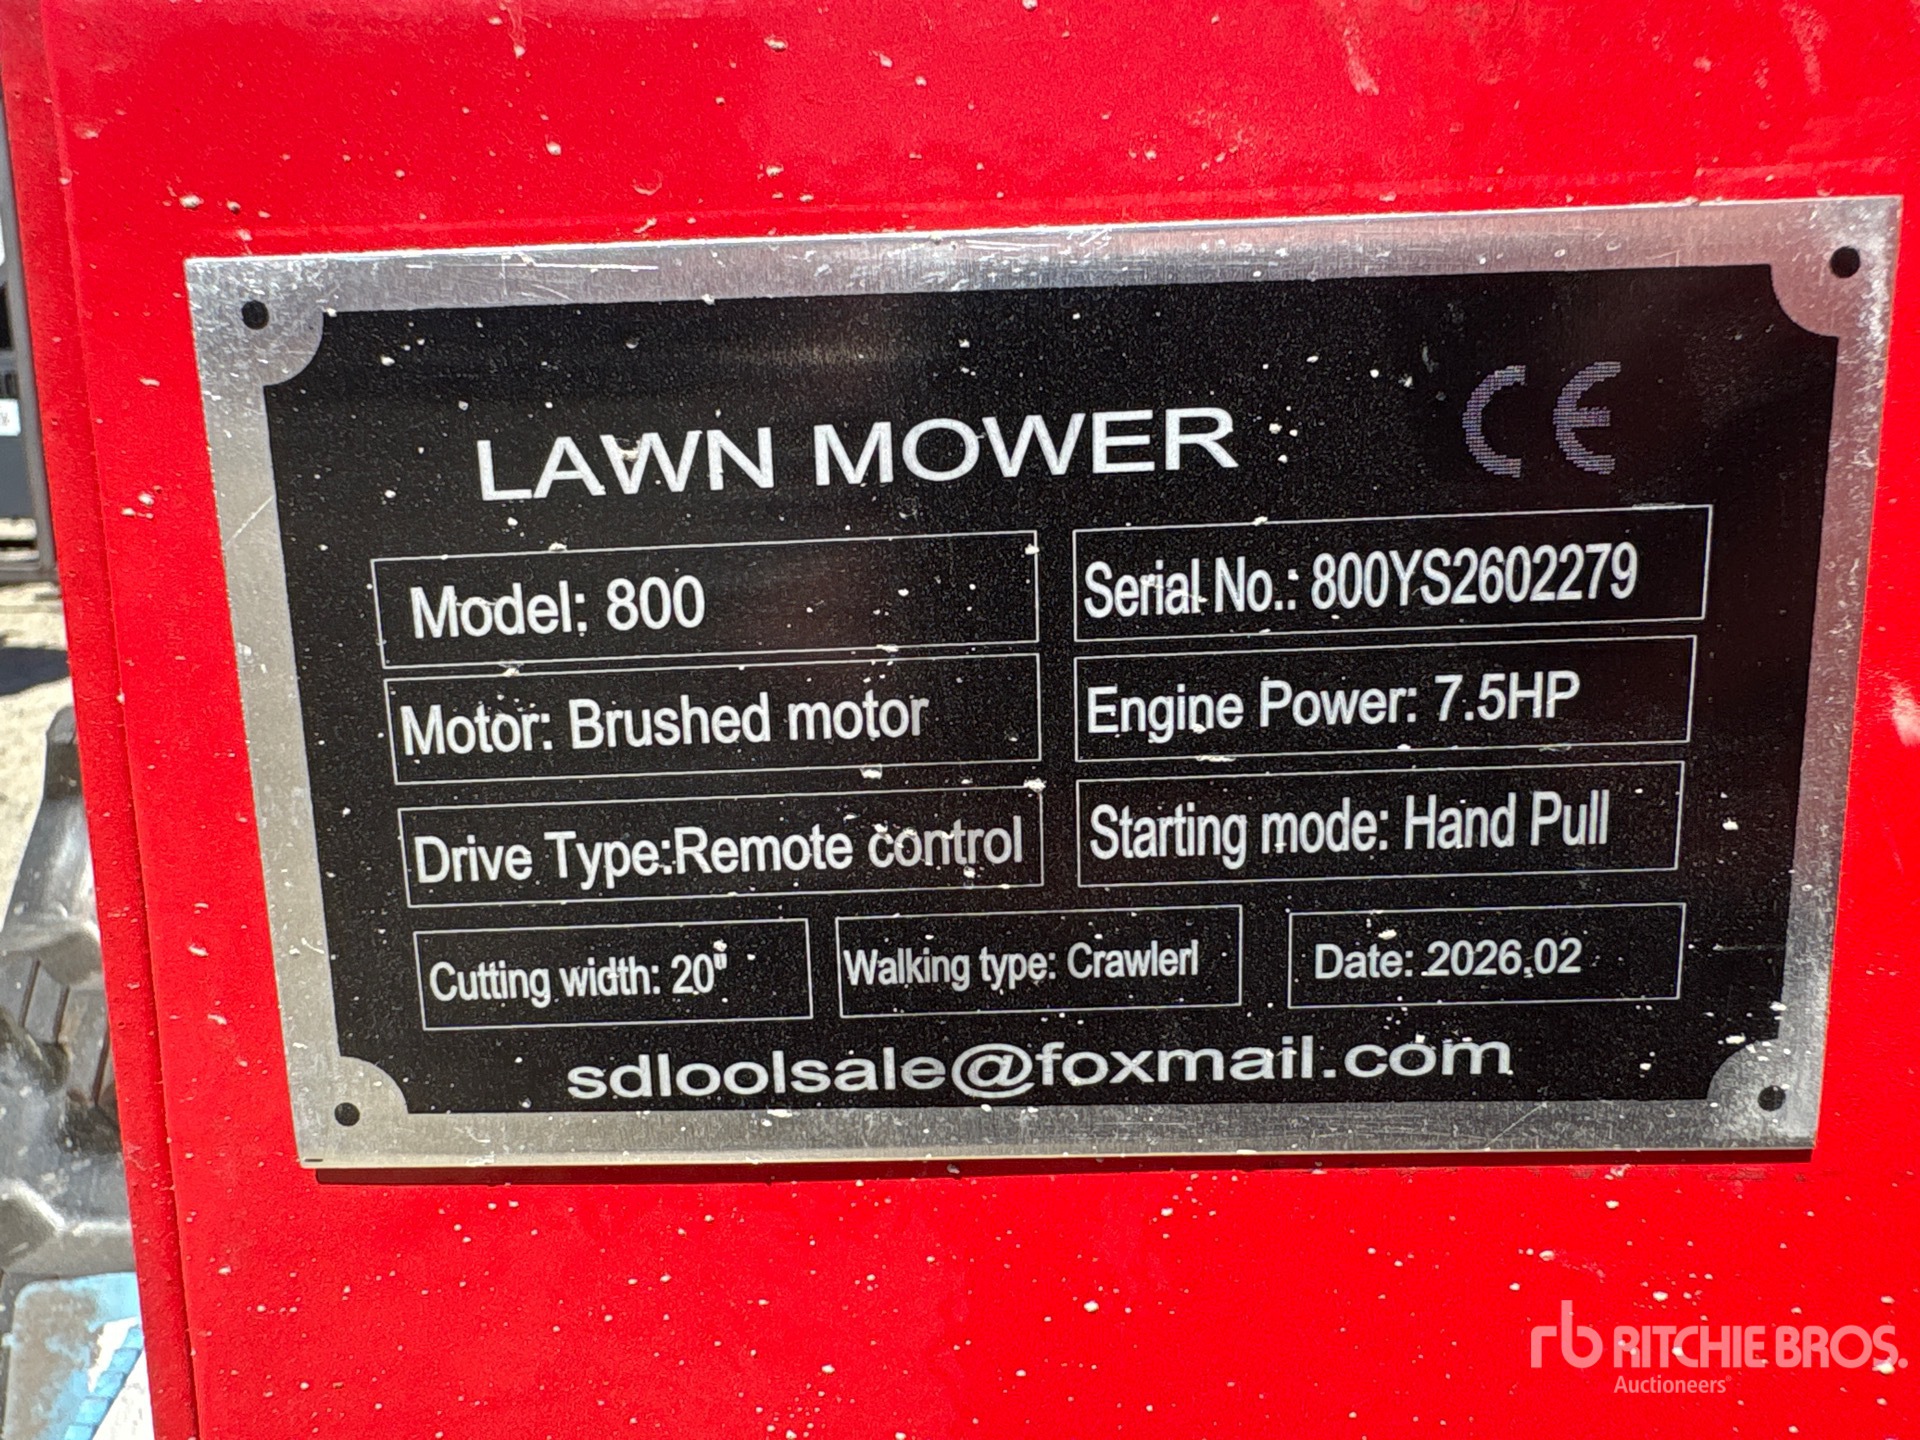 CE
LAWN MOWER
Model: 800
Serial No.: 800YS2602279
Motor: Brushed motor
Engine Power: 7.5HP
Drive Type:Remote control
Starting mode: Hand Pull
Cutting width: 20"
Walking type: Crawlerl
Date: 2026.02
sdloolsale@foxmail.com
rb RITCHIE BROS.
Auctioneers